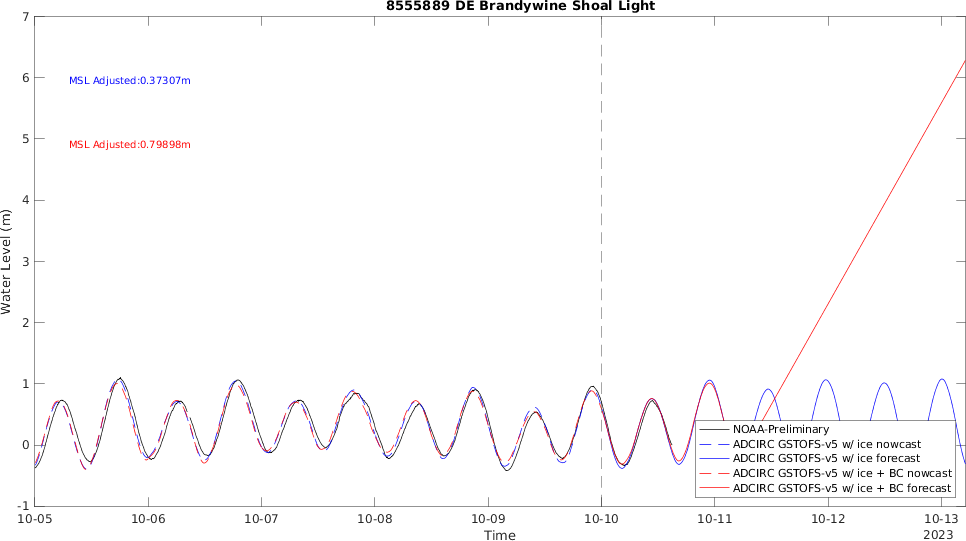 8555889 DE Brandywine Shoal Light
7
6
5
4
3
2
1
0
-1
Water Level (m)
MSL Adjusted:0.37307m
MSL Adjusted:0.79898m
NOAA-Preliminary
ADCIRC GSTOFS-v5 w/ ice nowcast
ADCIRC GSTOFS-v5 w/ ice forecast
ADCIRC GSTOFS-v5 w/ ice + BC nowcast
ADCIRC GSTOFS-v5 w/ ice + BC forecast
10-05 10-06 10-07 10-08 10-09 10-10 10-11 10-12 10-13
Time
2023